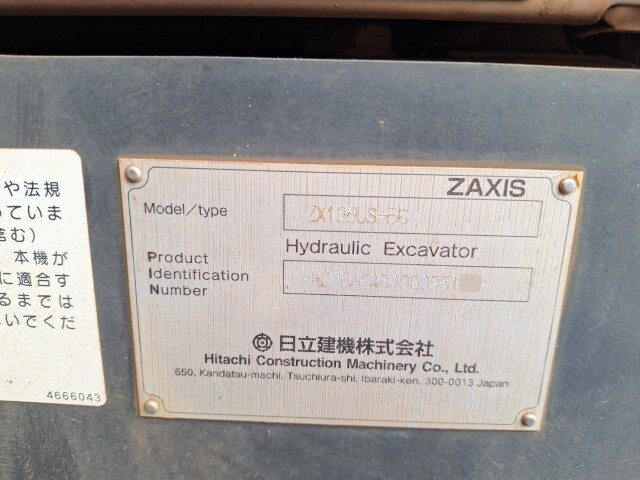 や法規
っていま
含む)
本機が
に適合す
るまでは
いでくだ
4666043
ZAXIS
Model/type
Hydraulic Excavator
Product
Identification
Number
日立建機株式会社
Hitachi Construction Machinery Co., Ltd.
650, Kandatsu-machi, Tsuchiura-shi, Ibaraki-ken, 300-0013 Japan